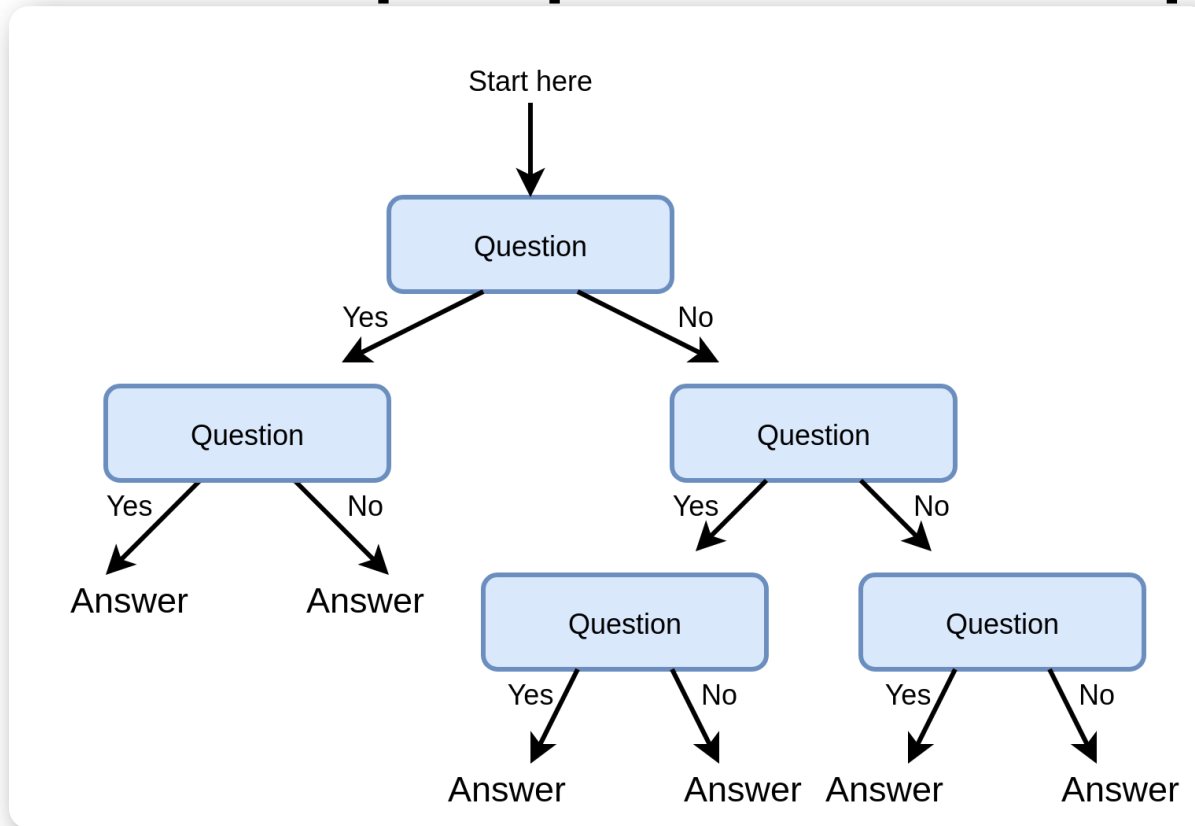 Start here
Question
Yes
No
Question
Question
Yes
No
Yes
No
Answer
Answer
Question
Question
Yes
No
Yes
No
Answer
Answer
Answer
Answer